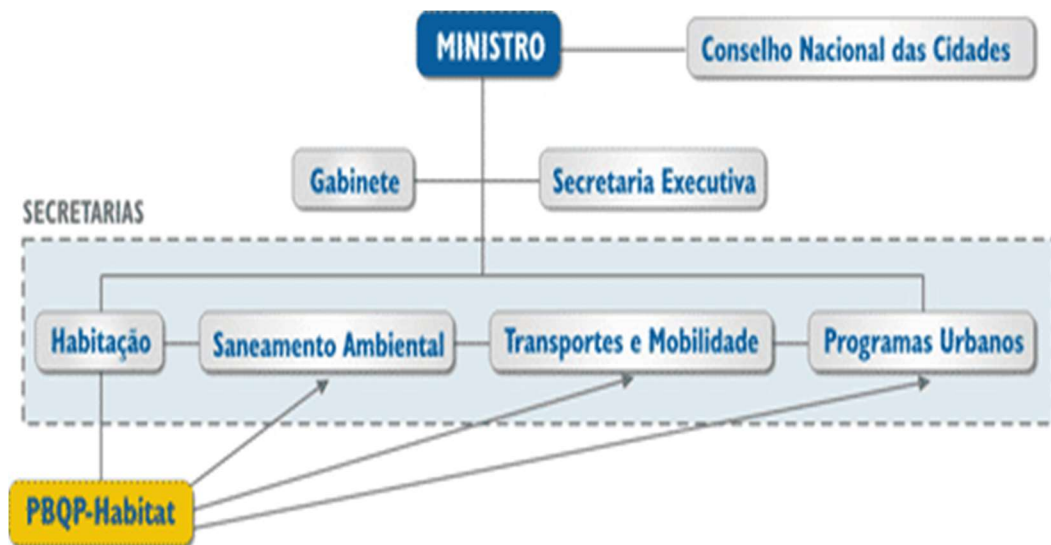 MINISTRO
Conselho Nacional das Cidades
Gabinete
Secretaria Executiva
SECRETARIAS
Habitação
Saneamento Ambiental
Transportes e Mobilidade
Programas Urbanos
PBQP-Habitat